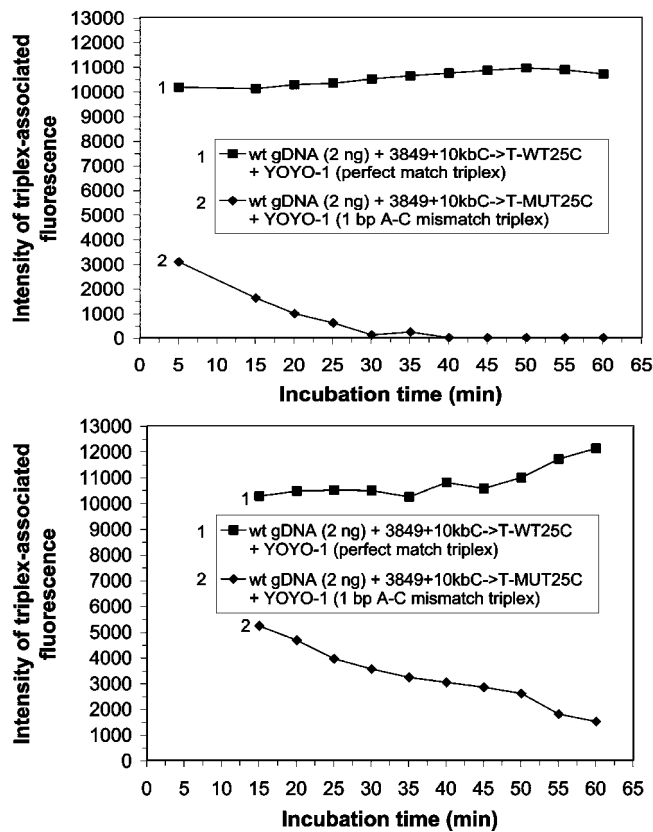 13000
12000
11000
10000
9000
8000
7000
6000
5000
4000
3000
2000
1000
0
Intensity of triplex-associated
fluorescence
1
1 wt gDNA (2 ng) + 3849+10kbC->T-WT25C
+ YOYO-1 (perfect match triplex)
2 wt gDNA (2 ng) + 3849+10kbC->T-MUT25C
+ YOYO-1 (1 bp A-C mismatch triplex)
2
0 5 10 15 20 25 30 35 40 45 50 55 60 65
Incubation time (min)
13000
12000
11000
10000
9000
8000
7000
6000
5000
4000
3000
2000
1000
0
Intensity of triplex-associated
fluorescence
1
1 wt gDNA (2 ng) + 3849+10kbC->T-WT25C
+ YOYO-1 (perfect match triplex)
2 wt gDNA (2 ng) + 3849+10kbC->T-MUT25C
+ YOYO-1 (1 bp A-C mismatch triplex)
2
0 5 10 15 20 25 30 35 40 45 50 55 60 65
Incubation time (min)